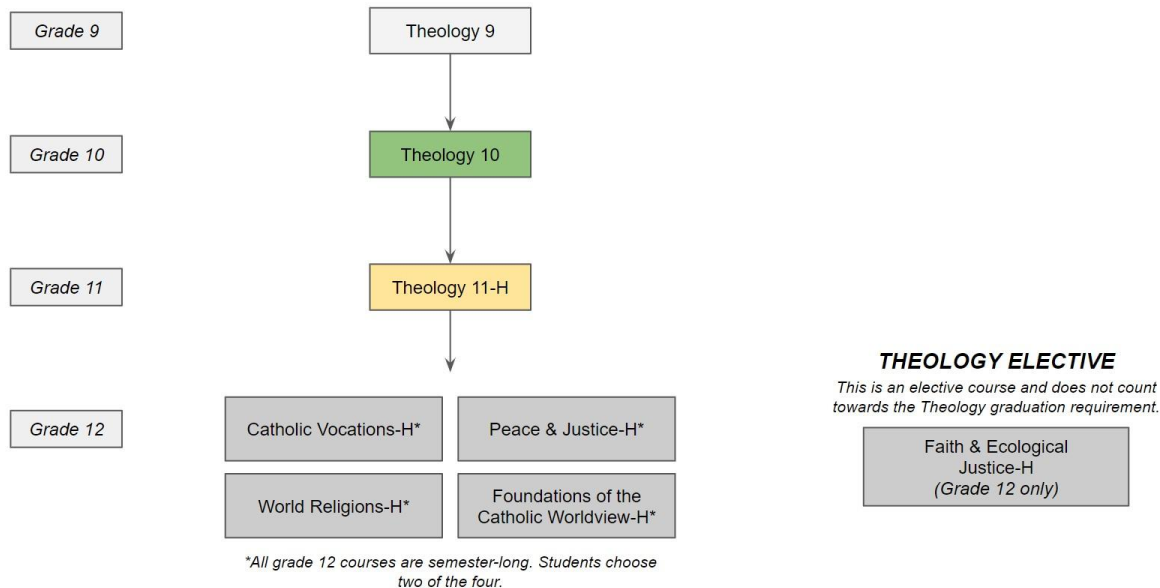 Grade 9
Theology 9
Grade 10
Theology 10
Grade 11
Theology 11-H
Grade 12
Catholic Vocations-H*
Peace & Justice-H*
World Religions-H*
Foundations of the
Catholic Worldview-H*
*All grade 12 courses are semester-long. Students choose
two of the four.
THEOLOGY ELECTIVE
This is an elective course and does not count
towards the Theology graduation requirement.
Faith & Ecological
Justice-H
(Grade 12 only)